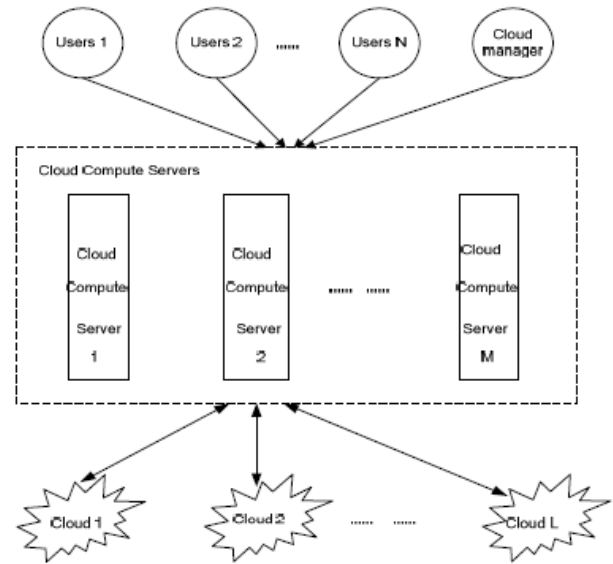 Users 1
Users 2
......
Users N
Cloud
manager
Cloud Compute Servers
Cloud
Compute
Server
1
Cloud
Compute
Server
2
...... ......
Cloud
Compute
Server
M
Cloud 1
Cloud 2
...... ......
Cloud L